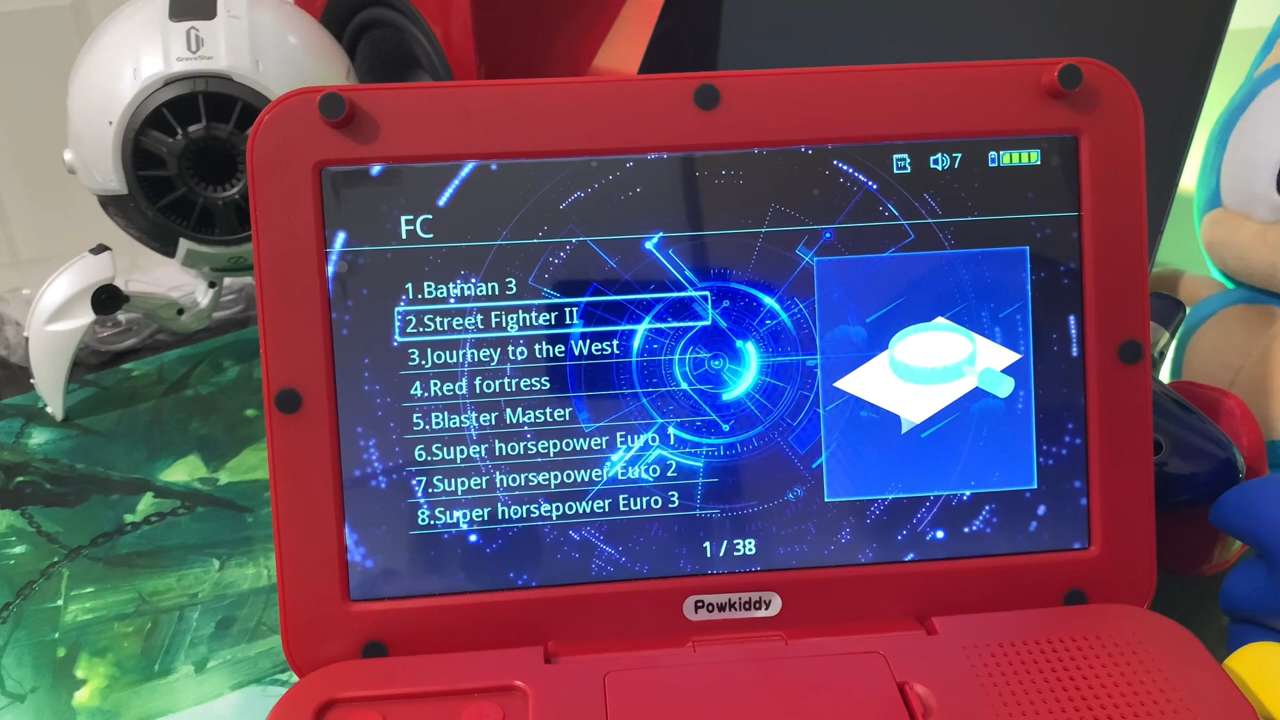 GravaStar
TF 7
FC
1.Batman 3
2.Street Fighter II
3.Journey to the West
4.Red fortress
5.Blaster Master
6.Super horsepower Euro 1
7.Super horsepower Euro 2
8.Super horsepower Euro 3
1 / 38
Powkiddy